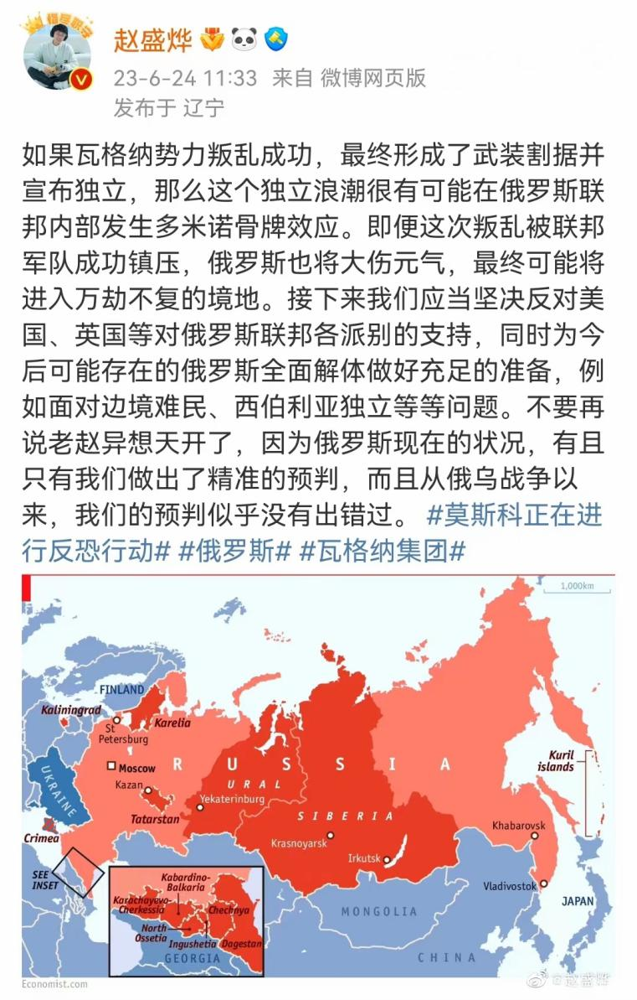 借星说字
赵盛烨
23-6-24 11:33 来自 微博网页版
发布于 辽宁
如果瓦格纳势力叛乱成功，最终形成了武装割据并
宣布独立，那么这个独立浪潮很有可能在俄罗斯联
邦内部发生多米诺骨牌效应。即便这次叛乱被联邦
军队成功镇压，俄罗斯也将大伤元气，最终可能将
进入万劫不复的境地。接下来我们应当坚决反对美
国、英国等对俄罗斯联邦各派别的支持，同时为今
后可能存在的俄罗斯全面解体做好充足的准备，例
如面对边境难民、西伯利亚独立等等问题。不要再
说老赵异想天开了，因为俄罗斯现在的状况，有且
只有我们做出了精准的预判，而且从俄乌战争以
来，我们的预判似乎没有出错过。 #莫斯科正在进
行反恐行动# #俄罗斯# #瓦格纳集团#
1,000km
FINLAND
Kaliningrad
Karelia
St
Petersburg
Kuril
islands
RUSSIA
Moscow
UKRAINE
Kazan
URAL
Yekaterinburg
Tatarstan
SIBERIA
Crimea
Krasnoyarsk
Khabarovsk
Irkutsk
SEE
INSET
Kabardino-
Balkaria
Karachayevo-
Cherkessia
Chechnya
North
Ossetia
Ingushetia
Dagestan
GEORGIA
Vladivostok
JAPAN
MONGOLIA
CHINA
Economist.com
@赵盛烨